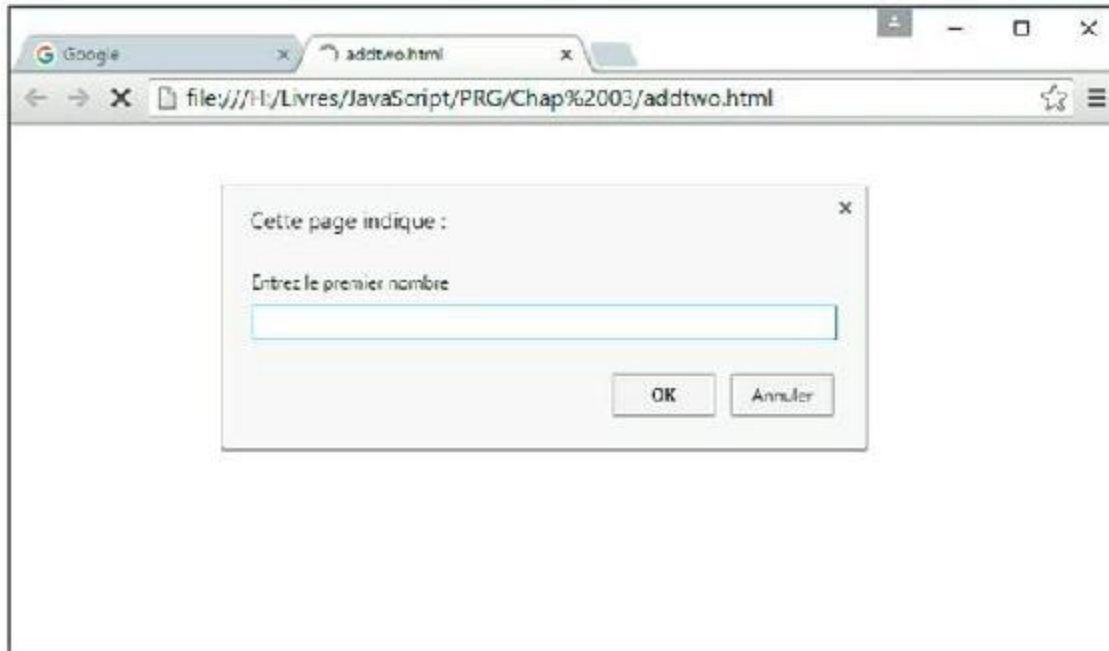 Google
addtwo.html
file:///H:/Livres/JavaScript/PRG/Chap%2003/addtwo.html
Cette page indique :
Entrez le premier nombre
OK
Annuler